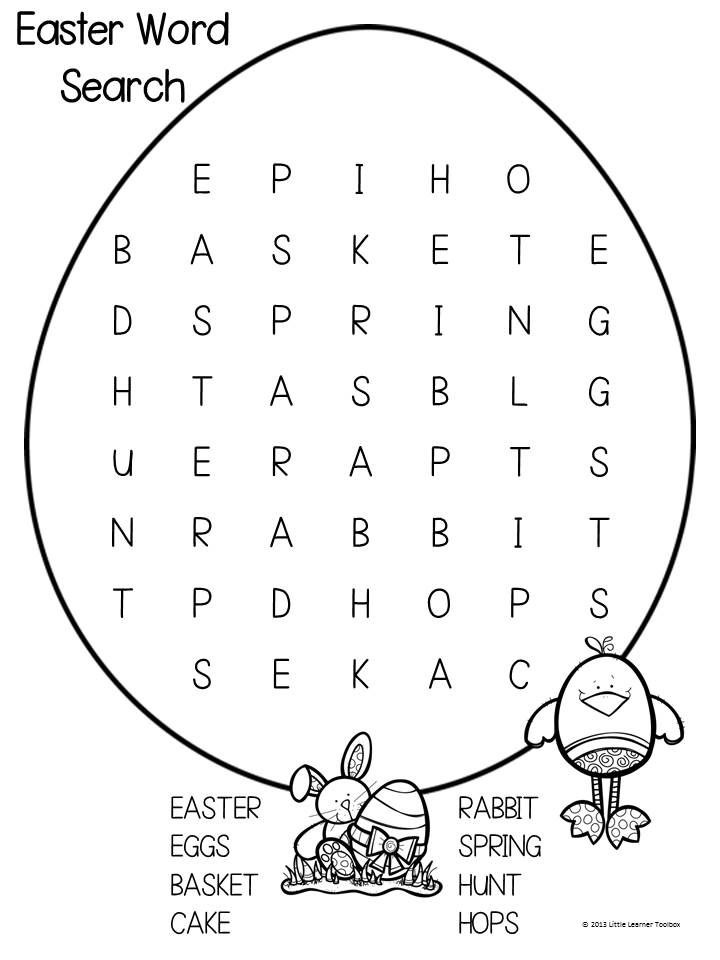 Easter Word
Search
E P I H O
B A S K E T E
D S P R I N G
H T A S B L G
U E R A P T S
N R A B B I T
T P D H O P S
S E K A C
EASTER RABBIT
EGGS SPRING
BASKET HUNT
CAKE HOPS
© 2013 Little Learner Toolbox